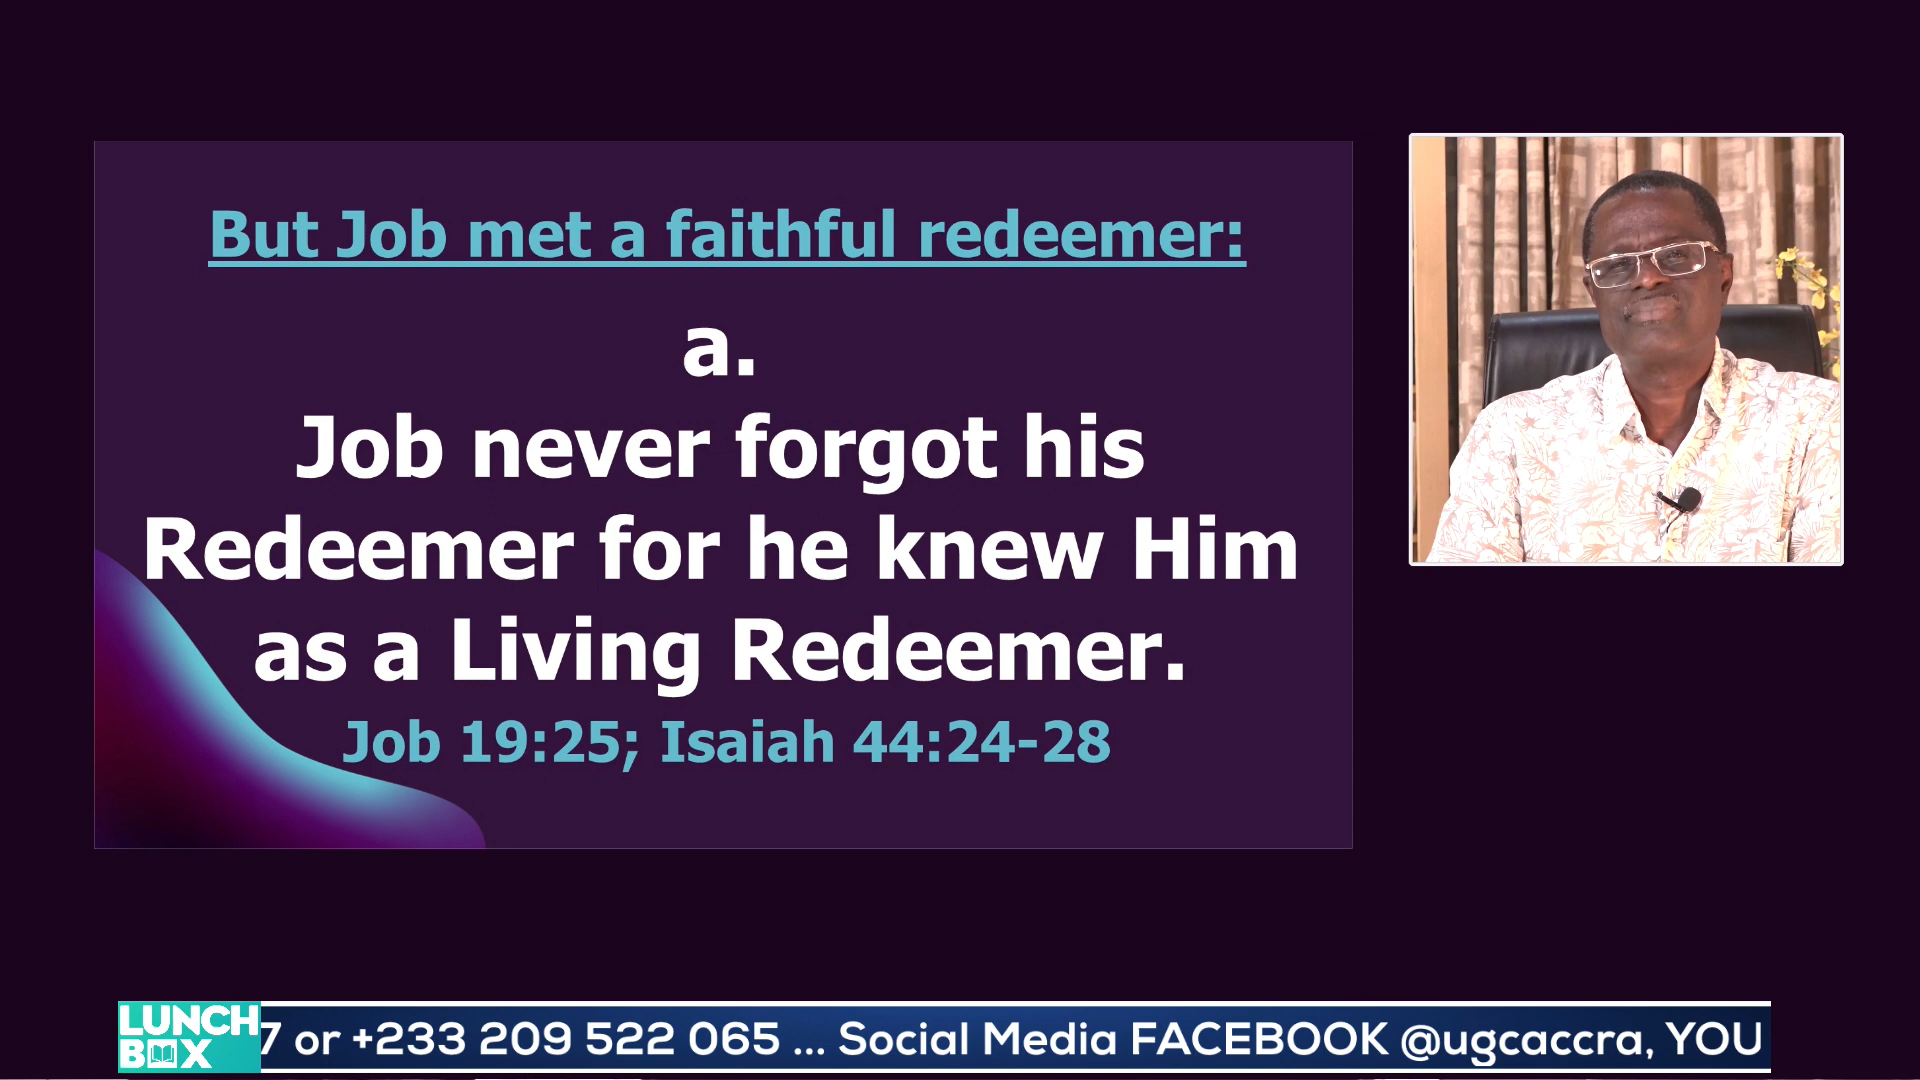 But Job met a faithful redeemer:
a.
Job never forgot his
Redeemer for he knew Him
as a Living Redeemer.
Job 19:25; Isaiah 44:24-28
LUNCH
BOX
7 or +233 209 522 065 ... Social Media FACEBOOK @ugcaccra, YOU